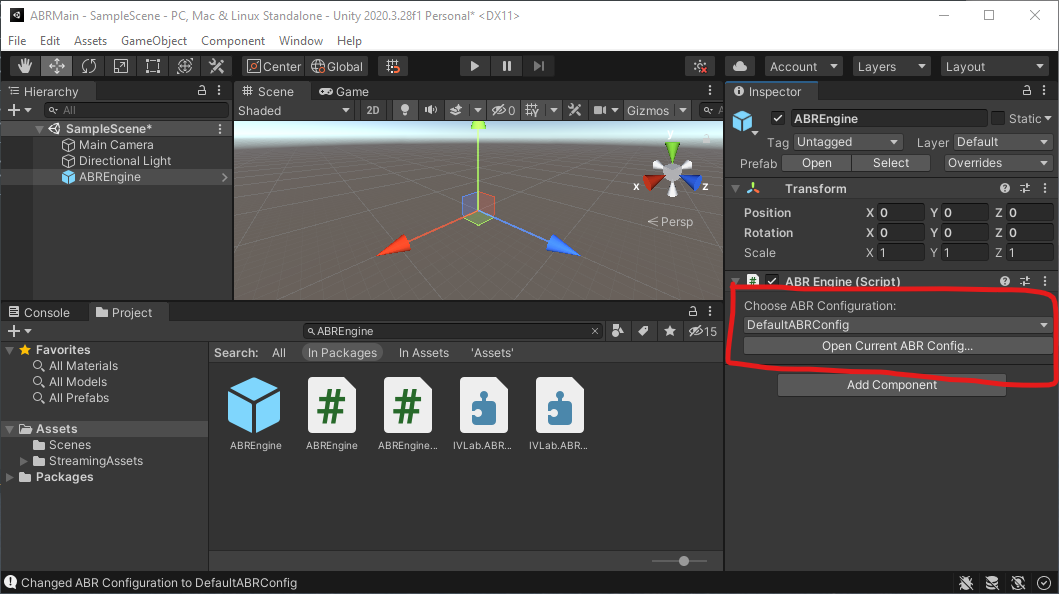 ABRMain - SampleScene - PC, Mac & Linux Standalone - Unity 2020.3.28f1 Personal* <DX11>
File Edit Assets GameObject Component Window Help
Center Global Account Layers Layout
Hierarchy
All
SampleScene*
Main Camera
Directional Light
ABREngine
Scene Game
Shaded 2D 0 Gizmos A
y
x z
Persp
Inspector
ABREngine Static
Tag Untagged Layer Default
Prefab Open Select Overrides
Transform
Position X 0 Y 0 Z 0
Rotation X 0 Y 0 Z 0
Scale X 1 Y 1 Z 1
# ABR Engine (Script)
Choose ABR Configuration:
DefaultABRConfig
Open Current ABR Config...
Add Component
Console Project
ABREngine 15
Favorites
All Materials
All Models
All Prefabs
Assets
Scenes
StreamingAssets
Packages
Search: All In Packages In Assets 'Assets'
# #
ABREngine ABREngine ABREngine... IVLab.ABR... IVLab.ABR...
Changed ABR Configuration to DefaultABRConfig